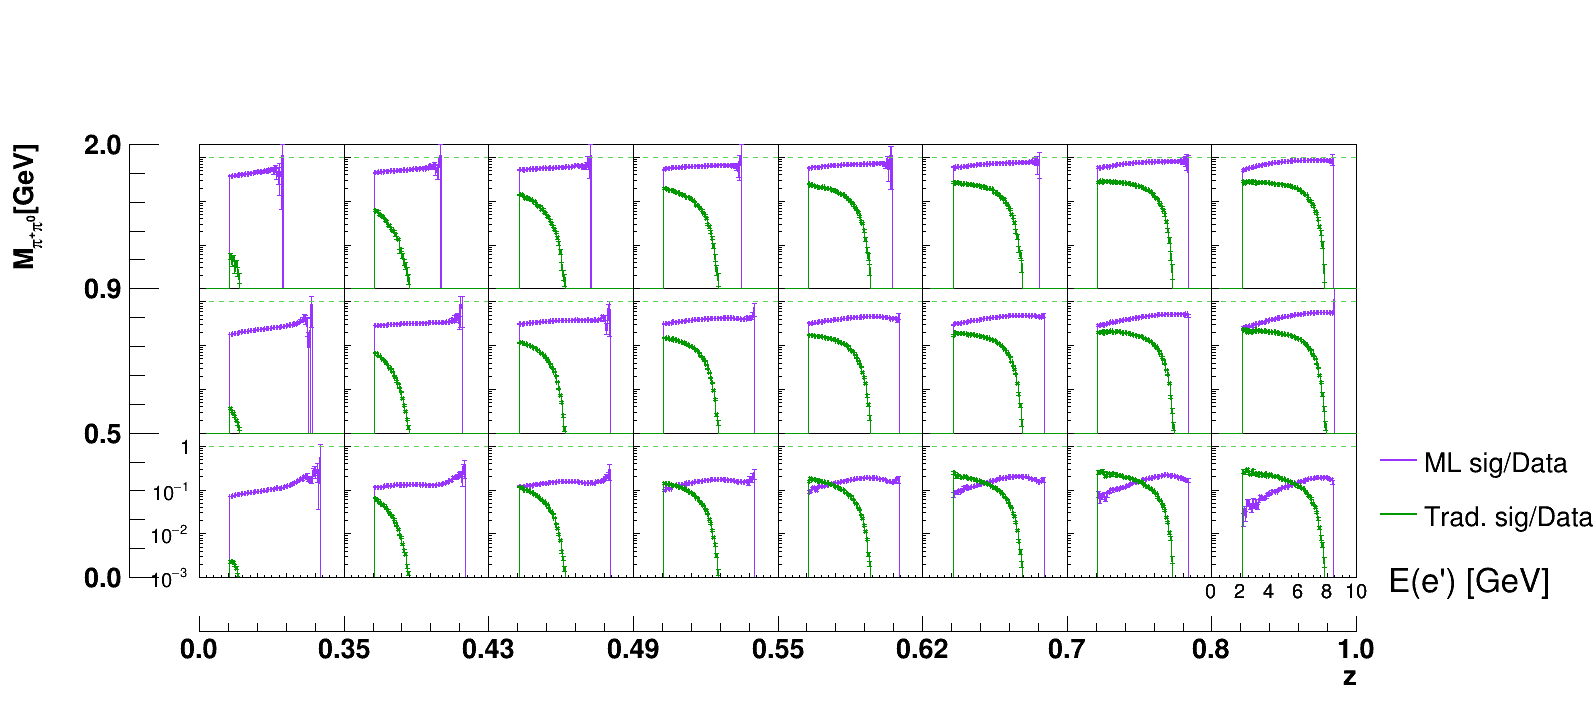 M_{π⁺π⁰}[GeV]
2.0
0.9
0.5
0.0
1
10⁻¹
10⁻²
10⁻³
ML sig/Data
Trad. sig/Data
0 2 4 6 8 10
E(e') [GeV]
0.0 0.35 0.43 0.49 0.55 0.62 0.7 0.8 1.0
z